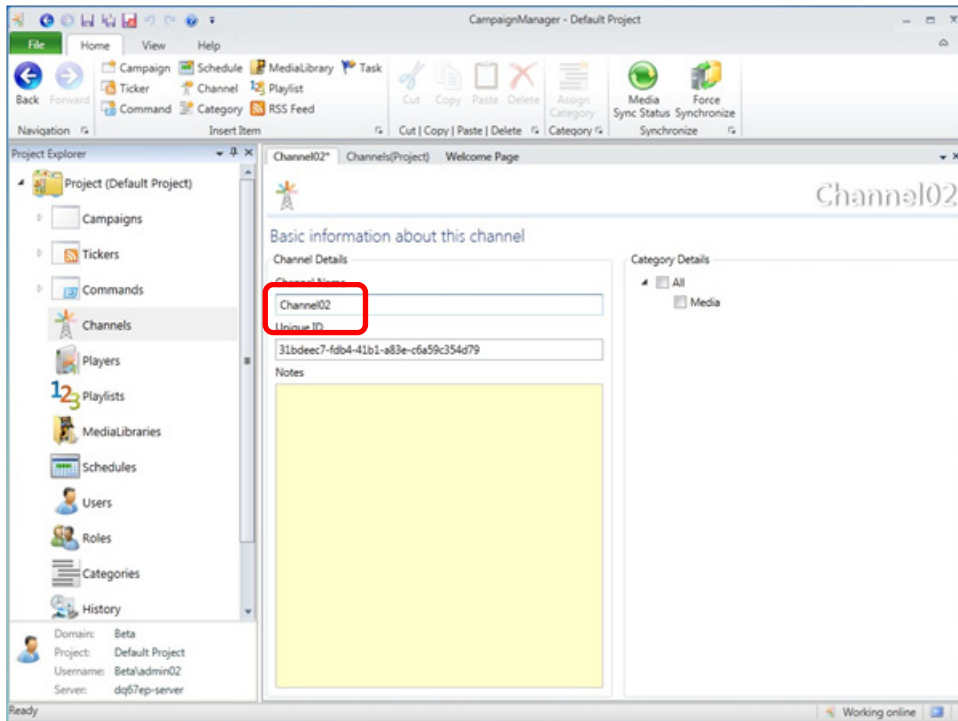 CampaignManager - Default Project
File Home View Help
Back Forward
Campaign Schedule MediaLibrary Task
Ticker Channel Playlist
Command Category RSS Feed
Cut Copy Paste Delete
Assign Category
Media Sync Status
Force Synchronize
Navigation Insert Item Cut | Copy | Paste | Delete Category Synchronize
Project Explorer
Channel02* Channels(Project) Welcome Page
Project (Default Project)
Campaigns
Tickers
Commands
Channels
Players
123 Playlists
MediaLibraries
Schedules
Users
Roles
Categories
History
Channel02
Basic information about this channel
Channel Details
Channel Name
Channel02
Unique ID
31bdeec7-fdb4-41b1-a83e-c6a59c354d79
Notes
Category Details
All
Media
Domain: Beta
Project: Default Project
Username: Beta\admin02
Server: dq67ep-server
Ready
Working online